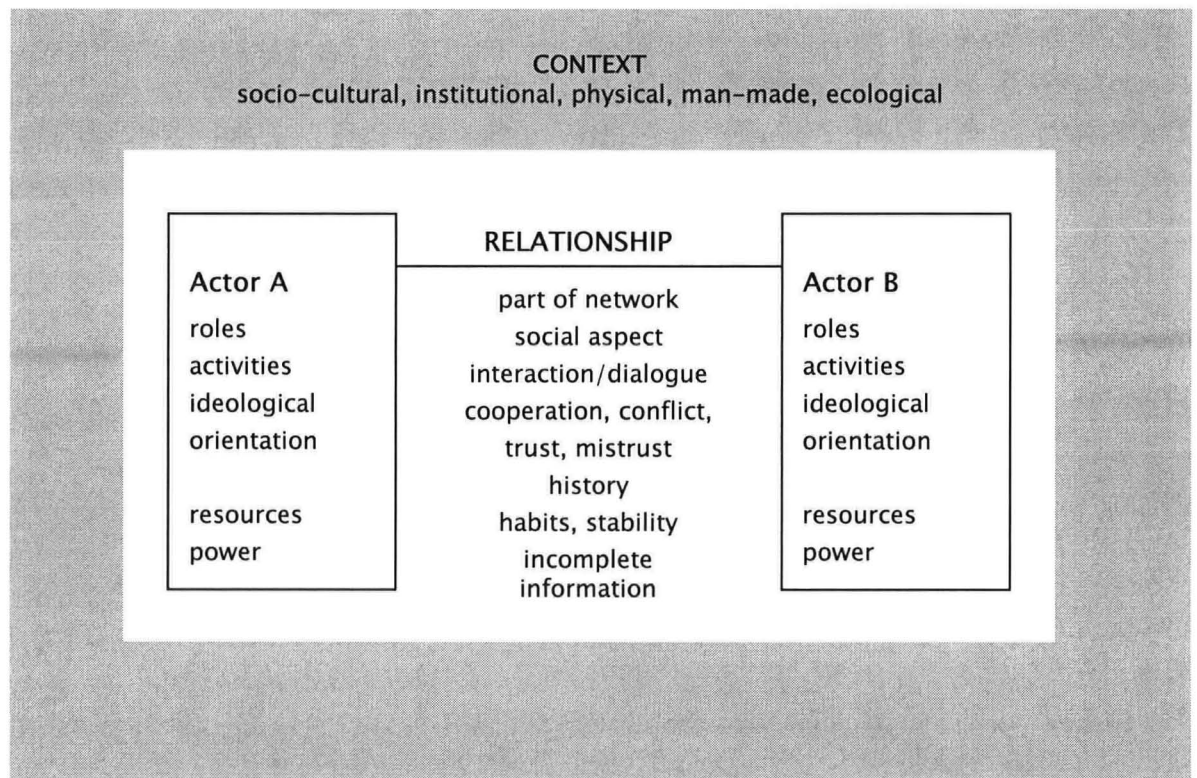 CONTEXT
socio-cultural, institutional, physical, man-made, ecological
RELATIONSHIP
Actor A
roles
activities
ideological
orientation
resources
power
part of network
social aspect
interaction/dialogue
cooperation, conflict,
trust, mistrust
history
habits, stability
incomplete
information
Actor B
roles
activities
ideological
orientation
resources
power